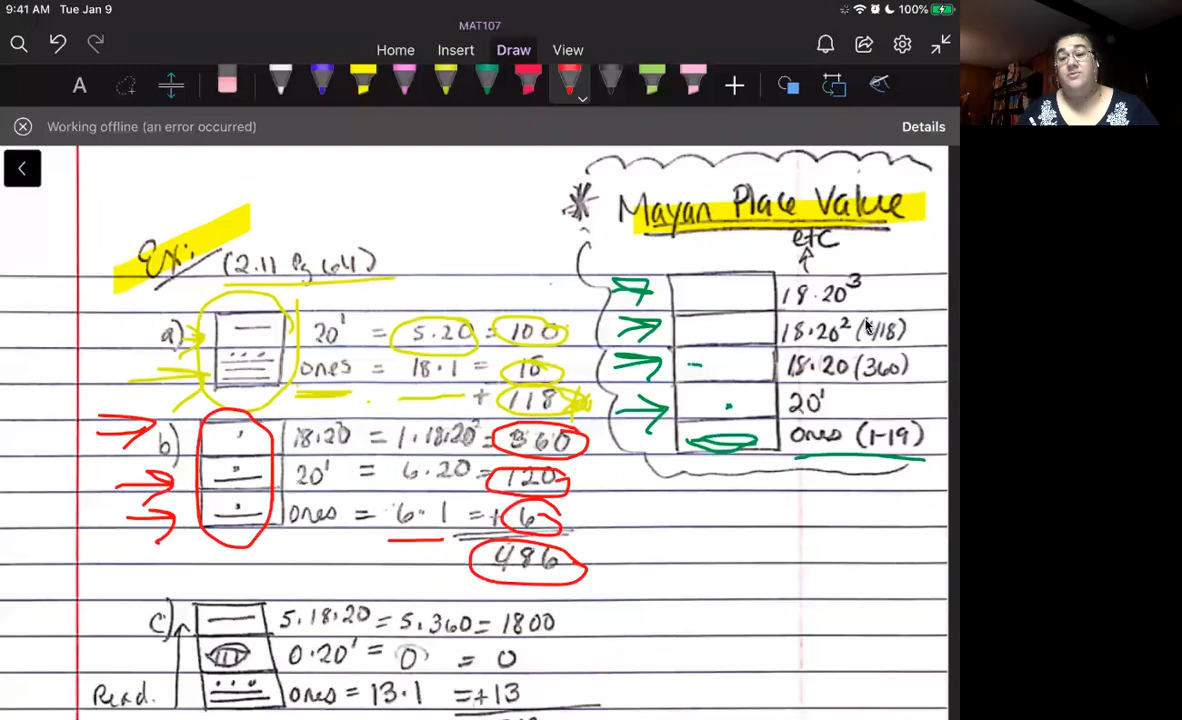 9:41 AM Tue Jan 9
100%
MAT107
Home Insert Draw View
Working offline (an error occurred)
Details
* Mayan Place Value
etc
Ex: (2.11 Pg 64)
18·20³
18·20² (
18·20 (360)
20¹
ones (1-19)
a) 20¹ = 5.20 = 100
ones = 18·1 =
+ 118
b) 18·20 = 1·18·20 = 360
20¹ = 6·20 = 120
ones = 6·1 = + 6
486
c) 5·18·20 = 5·360 = 1800
0·20¹ = 0 = 0
Read. ones = 13·1 = +13